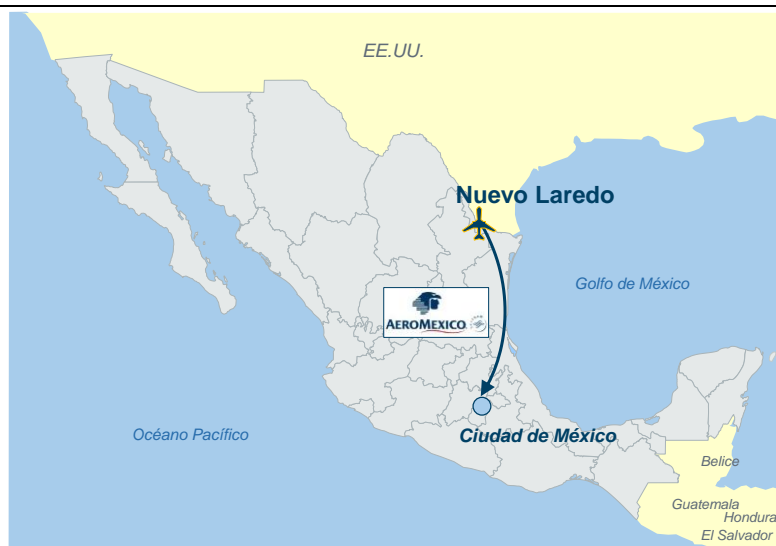 EE.UU.
Nuevo Laredo
Golfo de México
AEROMEXICO
Océano Pacífico
Ciudad de México
Belice
Guatemala
Hondura
El Salvador